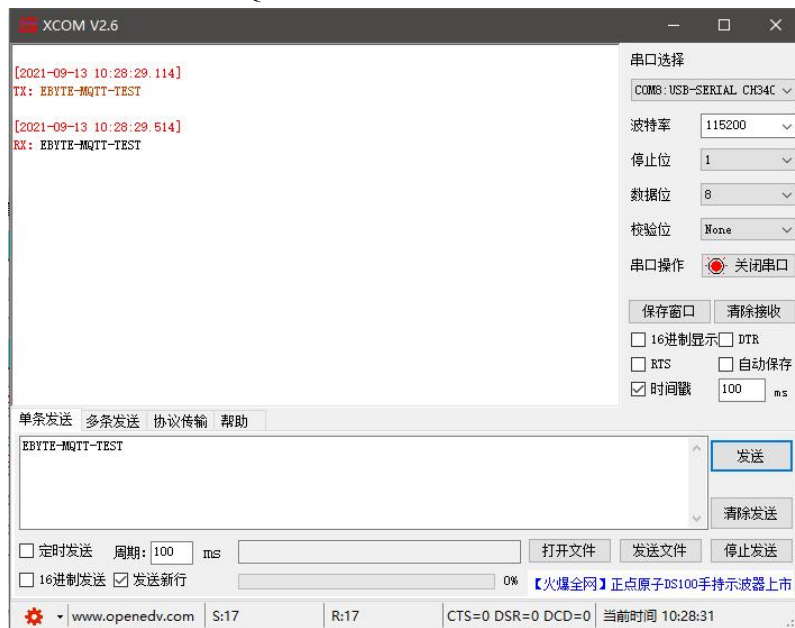 XCOM V2.6
[2021-09-13 10:28:29.114]
TX: EBYTE-MQTT-TEST
[2021-09-13 10:28:29.514]
RX: EBYTE-MQTT-TEST
串口选择
COM8:USB-SERIAL CH34C
波特率 115200
停止位 1
数据位 8
校验位 None
串口操作 关闭串口
保存窗口 清除接收
16进制显示 DTR
RTS 自动保存
时间戳 100 ms
单条发送 多条发送 协议传输 帮助
EBYTE-MQTT-TEST
发送
清除发送
定时发送 周期: 100 ms 打开文件 发送文件 停止发送
16进制发送 发送新行 0% 【火爆全网】正点原子DS100手持示波器上市
www.openedv.com S:17 R:17 CTS=0 DSR=0 DCD=0 当前时间 10:28:31